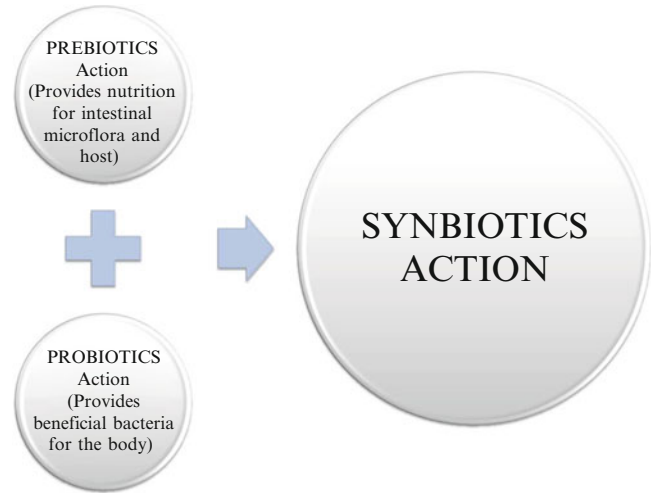 PREBIOTICS
Action
(Provides nutrition
for intestinal
microflora and
host)
SYNBIOTICS
ACTION
PROBIOTICS
Action
(Provides
beneficial bacteria
for the body)